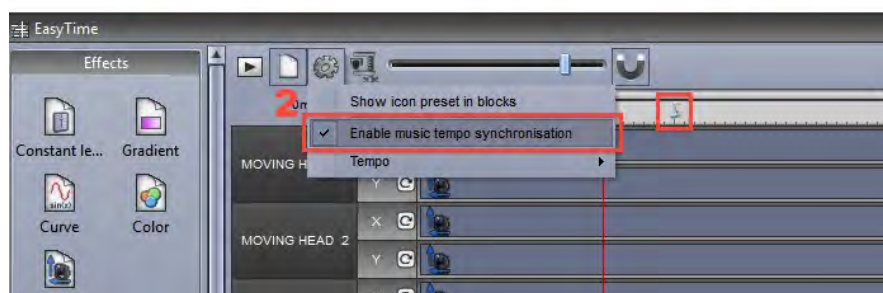 EasyTime
Effects
2
Show icon preset in blocks
Enable music tempo synchronisation
Tempo
Constant le...
Gradient
MOVING H
Y
Curve
Color
sin(x)
MOVING HEAD 2
X
Y